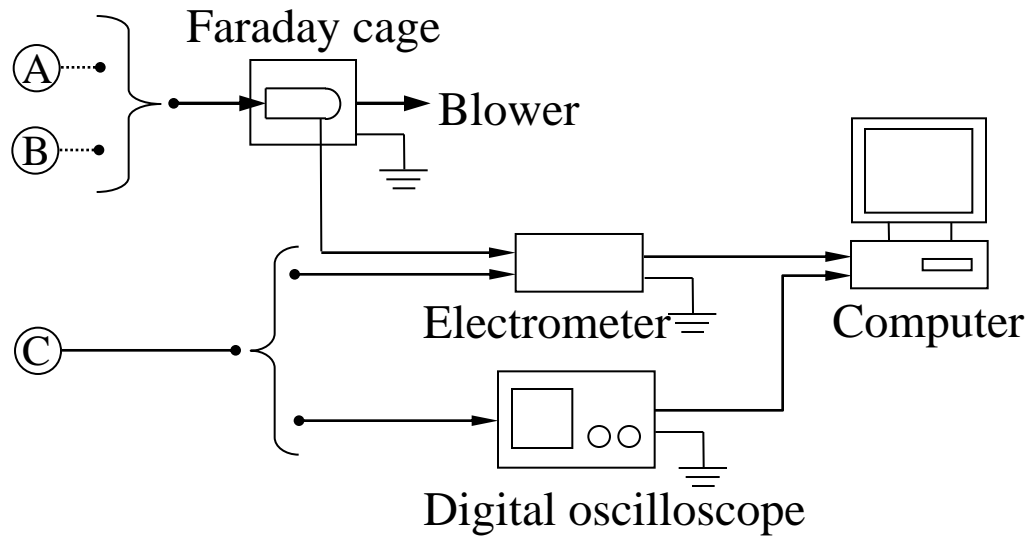 Faraday cage
A
Blower
B
Electrometer
Computer
C
Digital oscilloscope